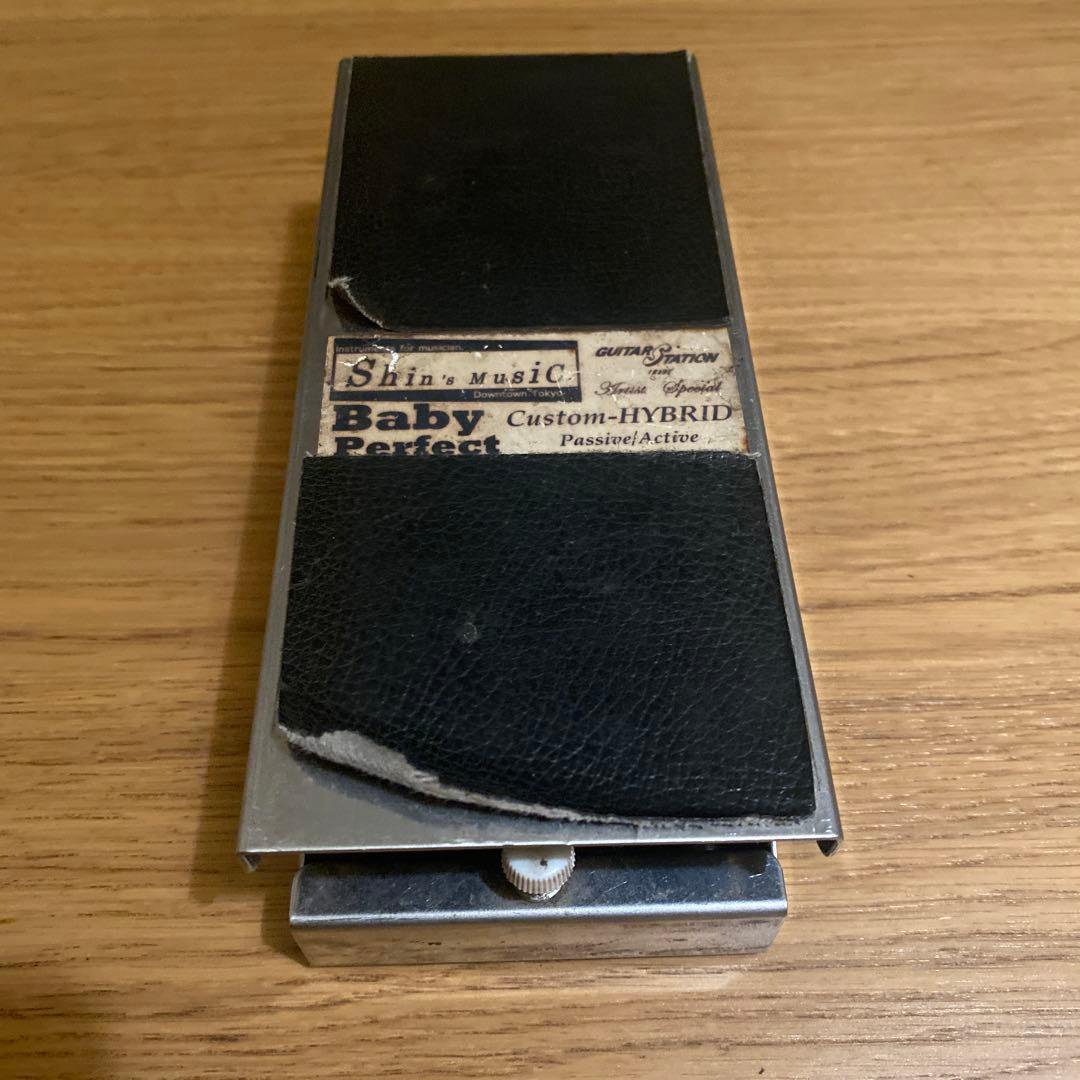 Instruments for musician.
Shin's MusiC
Downtown.Tokyo
Baby
Perfect
GUITAR STATION
Artist Special
Custom-HYBRID
Passive/Active